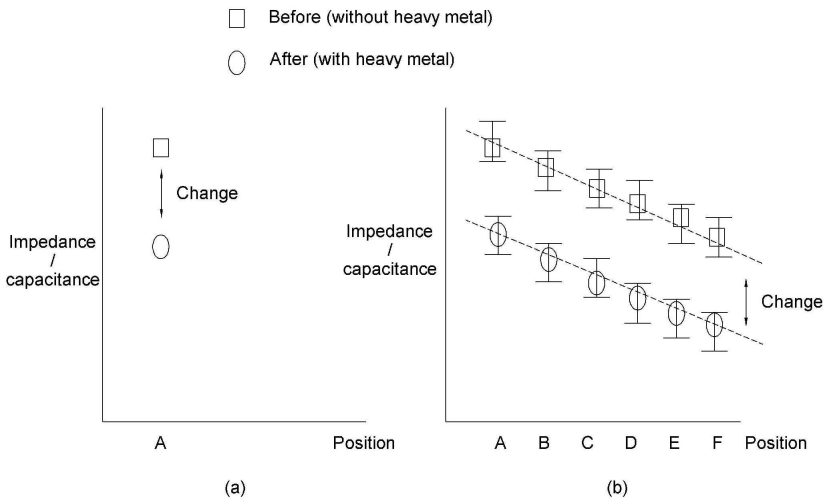 Before (without heavy metal)
After (with heavy metal)
Change
Impedance
/
capacitance
A
Position
(a)
Impedance
/
capacitance
Change
A B C D E F Position
(b)